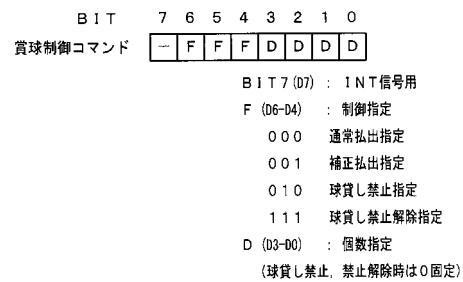 ＢＩＴ ７ ６ ５ ４ ３ ２ １ ０
賞球制御コマンド － Ｆ Ｆ Ｆ Ｄ Ｄ Ｄ Ｄ
ＢＩＴ７(D7) : ＩＮＴ信号用
Ｆ (D6-D4) : 制御指定
０００ 通常払出指定
００１ 補正払出指定
０１０ 球貸し禁止指定
１１１ 球貸し禁止解除指定
Ｄ (D3-D0) : 個数指定
(球貸し禁止, 禁止解除時は０固定)